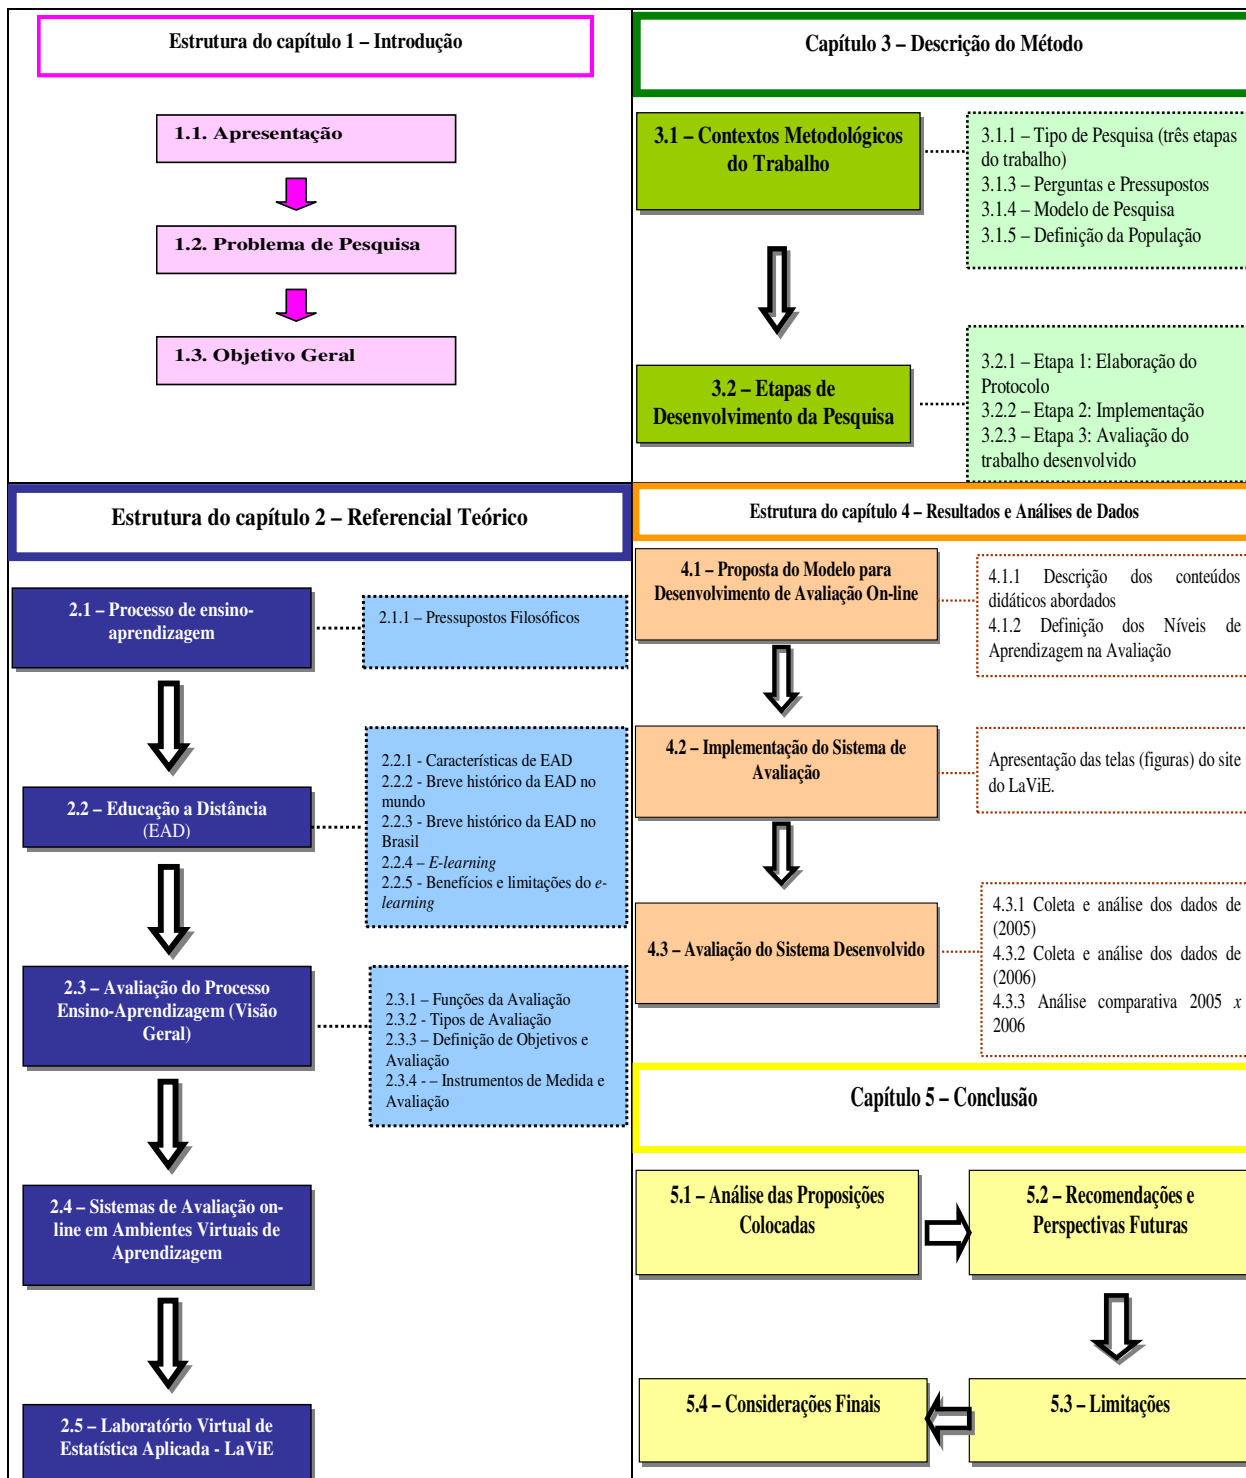 Estrutura do capítulo 1 – Introdução
1.1. Apresentação
1.2. Problema de Pesquisa
1.3. Objetivo Geral
Estrutura do capítulo 2 – Referencial Teórico
2.1 – Processo de ensino-
aprendizagem
2.1.1 – Pressupostos Filosóficos
2.2 – Educação a Distância
(EAD)
2.2.1 - Características de EAD
2.2.2 - Breve histórico da EAD no
mundo
2.2.3 – Breve histórico da EAD no
Brasil
2.2.4 – E-learning
2.2.5 - Benefícios e limitações do e-
learning
2.3 – Avaliação do Processo
Ensino-Aprendizagem (Visão
Geral)
2.3.1 – Funções da Avaliação
2.3.2 - Tipos de Avaliação
2.3.3 – Definição de Objetivos e
Avaliação
2.3.4 - – Instrumentos de Medida e
Avaliação
2.4 – Sistemas de Avaliação on-
line em Ambientes Virtuais de
Aprendizagem
2.5 – Laboratório Virtual de
Estatística Aplicada - LaViE
Capítulo 3 – Descrição do Método
3.1 – Contextos Metodológicos
do Trabalho
3.1.1 – Tipo de Pesquisa (três etapas
do trabalho)
3.1.3 – Perguntas e Pressupostos
3.1.4 – Modelo de Pesquisa
3.1.5 – Definição da População
3.2 – Etapas de
Desenvolvimento da Pesquisa
3.2.1 – Etapa 1: Elaboração do
Protocolo
3.2.2 – Etapa 2: Implementação
3.2.3 – Etapa 3: Avaliação do
trabalho desenvolvido
Estrutura do capítulo 4 – Resultados e Análises de Dados
4.1 – Proposta do Modelo para
Desenvolvimento de Avaliação On-line
4.1.1 Descrição dos conteúdos
didáticos abordados
4.1.2 Definição dos Níveis de
Aprendizagem na Avaliação
4.2 – Implementação do Sistema de
Avaliação
Apresentação das telas (figuras) do site
do LaViE.
4.3 – Avaliação do Sistema Desenvolvido
4.3.1 Coleta e análise dos dados de
(2005)
4.3.2 Coleta e análise dos dados de
(2006)
4.3.3 Análise comparativa 2005 x
2006
Capítulo 5 – Conclusão
5.1 – Análise das Proposições
Colocadas
5.2 – Recomendações e
Perspectivas Futuras
5.3 – Limitações
5.4 – Considerações Finais